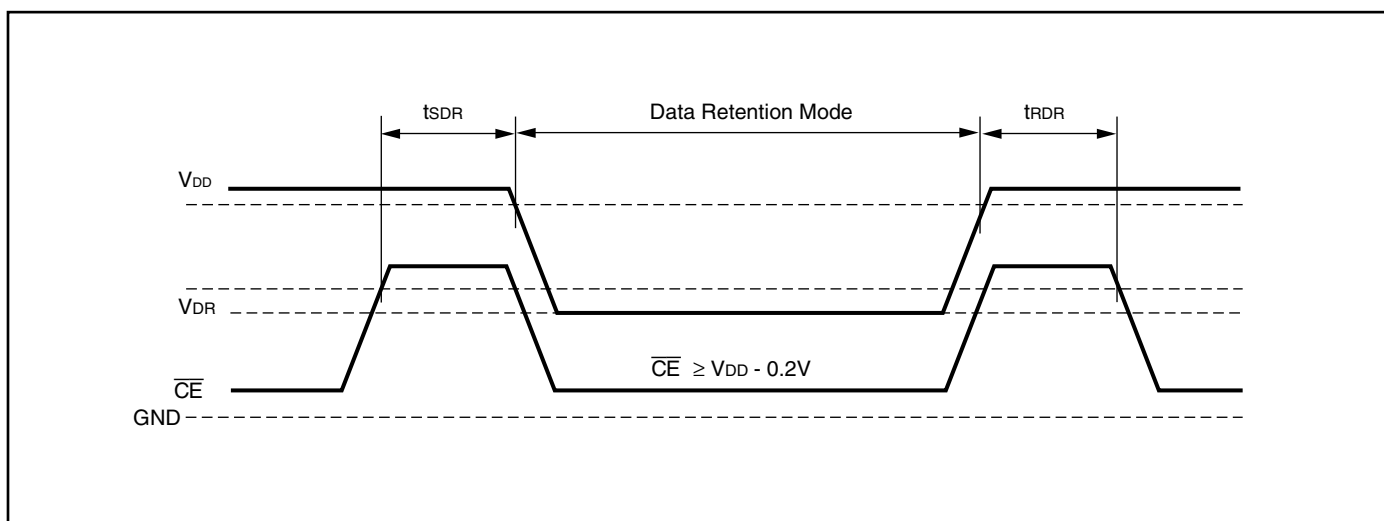 tSDR Data Retention Mode tRDR
VDD
VDR
CE ≥ VDD - 0.2V
CE
GND